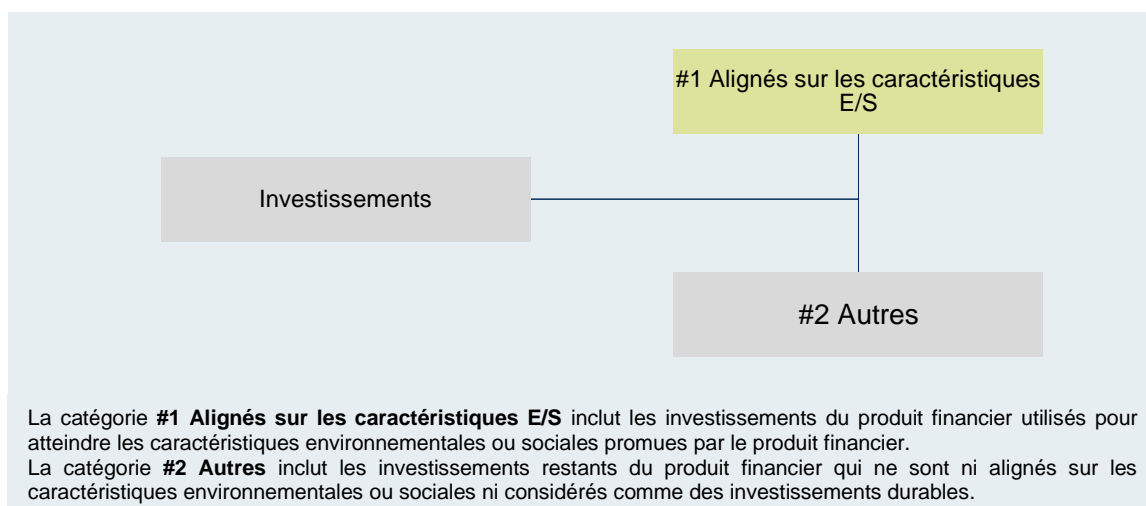 #1 Alignés sur les caractéristiques
E/S
Investissements
#2 Autres
La catégorie #1 Alignés sur les caractéristiques E/S inclut les investissements du produit financier utilisés pour
atteindre les caractéristiques environnementales ou sociales promues par le produit financier.
La catégorie #2 Autres inclut les investissements restants du produit financier qui ne sont ni alignés sur les
caractéristiques environnementales ou sociales ni considérés comme des investissements durables.